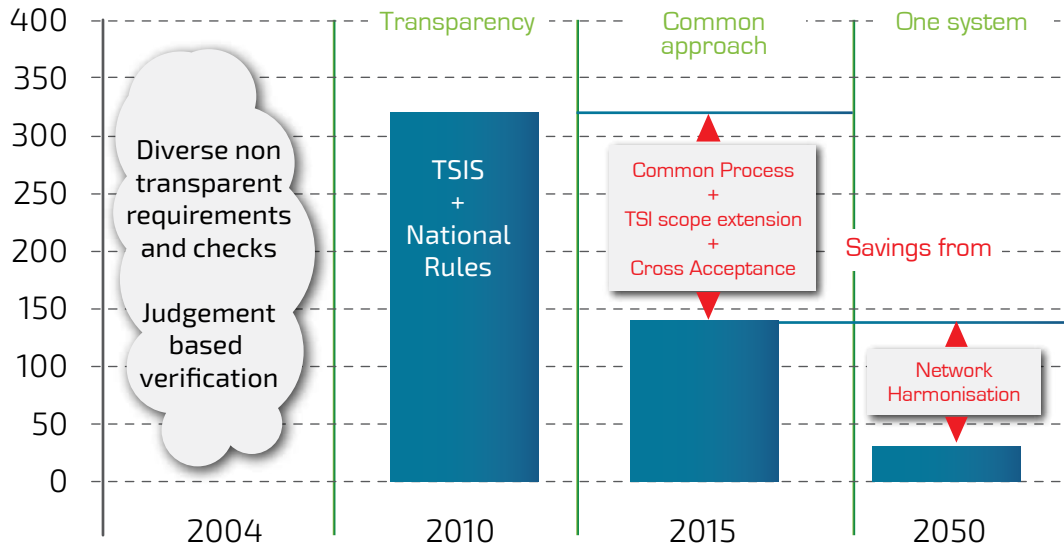 400
350
300
250
200
150
100
50
0
Transparency
Common
approach
One system
Diverse non
transparent
requirements
and checks
Judgement
based
verification
TSIS
+
National
Rules
Common Process
+
TSI scope extension
+
Cross Acceptance
Savings from
Network
Harmonisation
2004
2010
2015
2050